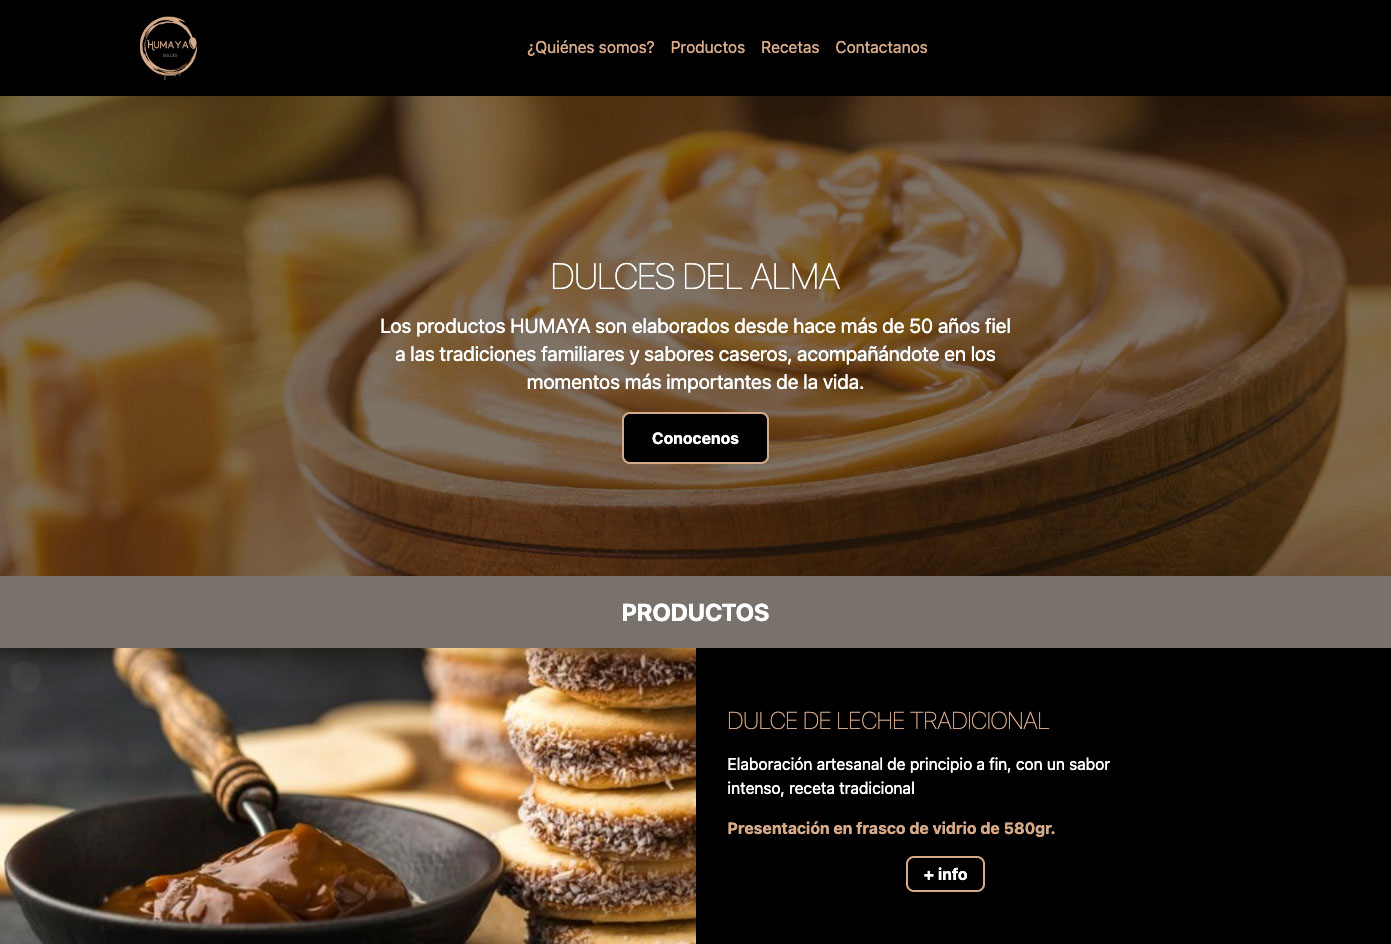 HUMAYA
DULCES
¿Quiénes somos? Productos Recetas Contactanos
DULCES DEL ALMA
Los productos HUMAYA son elaborados desde hace más de 50 años fiel
a las tradiciones familiares y sabores caseros, acompañándote en los
momentos más importantes de la vida.
Conocenos
PRODUCTOS
DULCE DE LECHE TRADICIONAL
Elaboración artesanal de principio a fin, con un sabor
intenso, receta tradicional
Presentación en frasco de vidrio de 580gr.
+ info